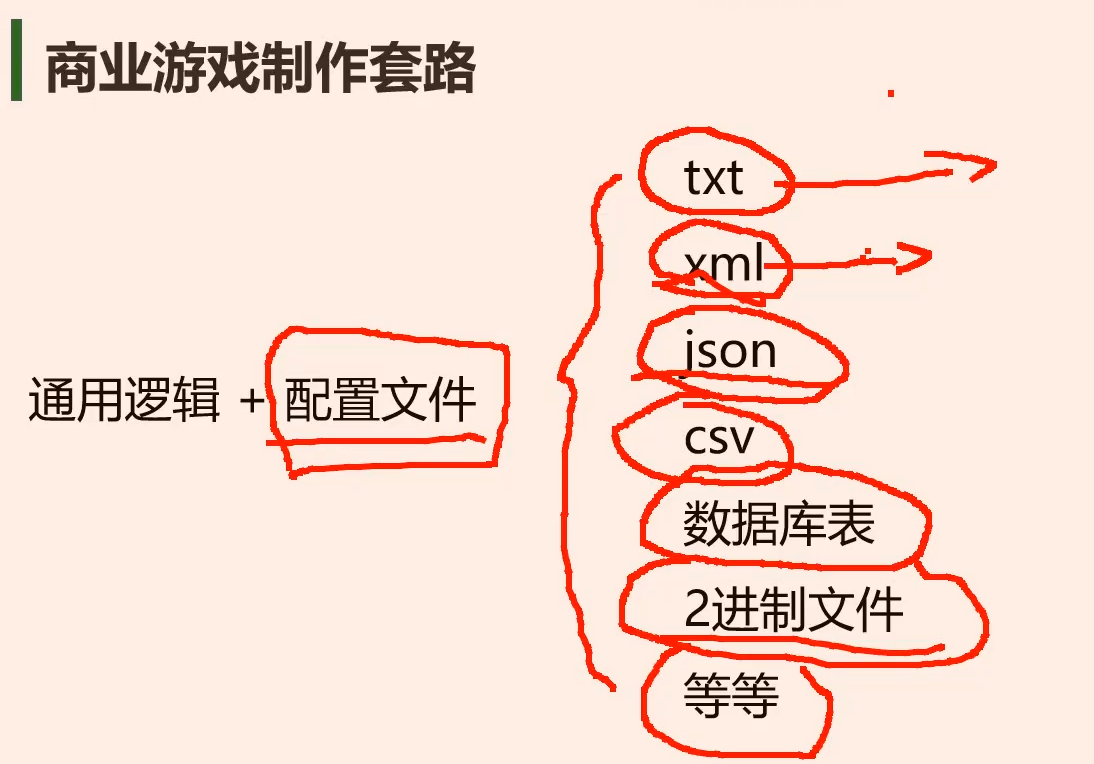 商业游戏制作套路
通用逻辑 + 配置文件
txt
xml
json
csv
数据库表
2进制文件
等等